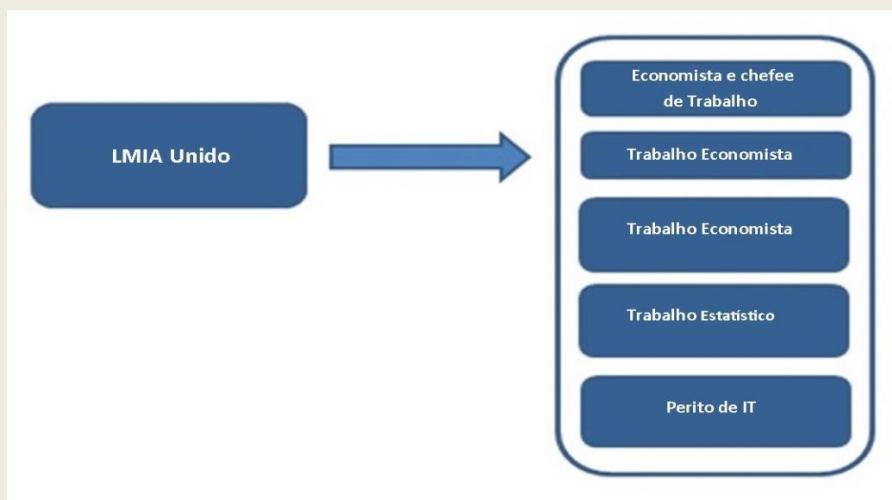 LMIA Unido
Economista e chefee
de Trabalho
Trabalho Economista
Trabalho Economista
Trabalho Estatístico
Perito de IT